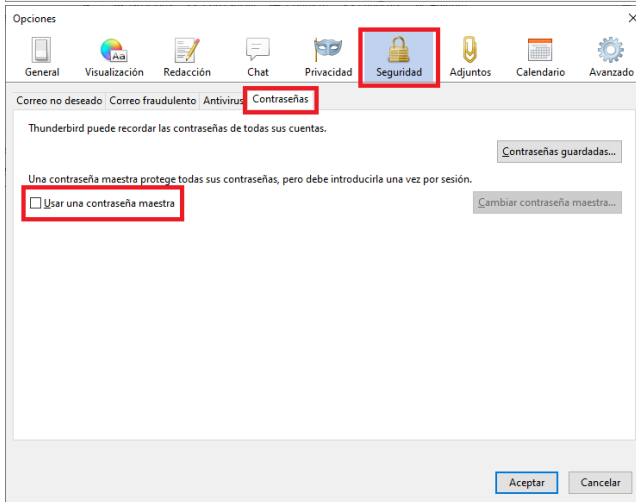 Opciones
General Visualización Redacción Chat Privacidad Seguridad Adjuntos Calendario Avanzado
Correo no deseado Correo fraudulento Antivirus Contraseñas
Thunderbird puede recordar las contraseñas de todas sus cuentas.
Contraseñas guardadas...
Una contraseña maestra protege todas sus contraseñas, pero debe introducirla una vez por sesión.
Usar una contraseña maestra Cambiar contraseña maestra...
Aceptar Cancelar